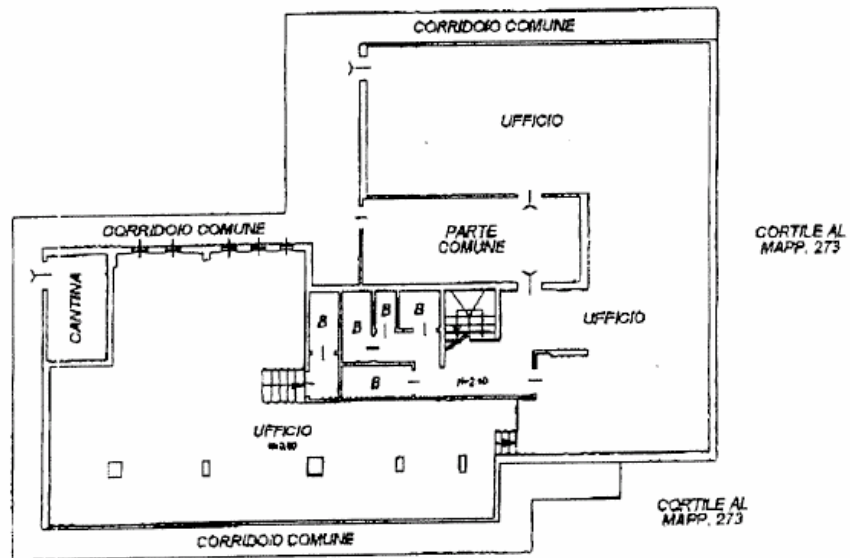 CORRIDOIO COMUNE
UFFICIO
CORRIDOIO COMUNE
PARTE
COMUNE
CORTILE AL
MAPP. 273
CANTINA
UFFICIO
B
B
B
B
B
UFFICIO
CORTILE AL
MAPP. 273
CORRIDOIO COMUNE